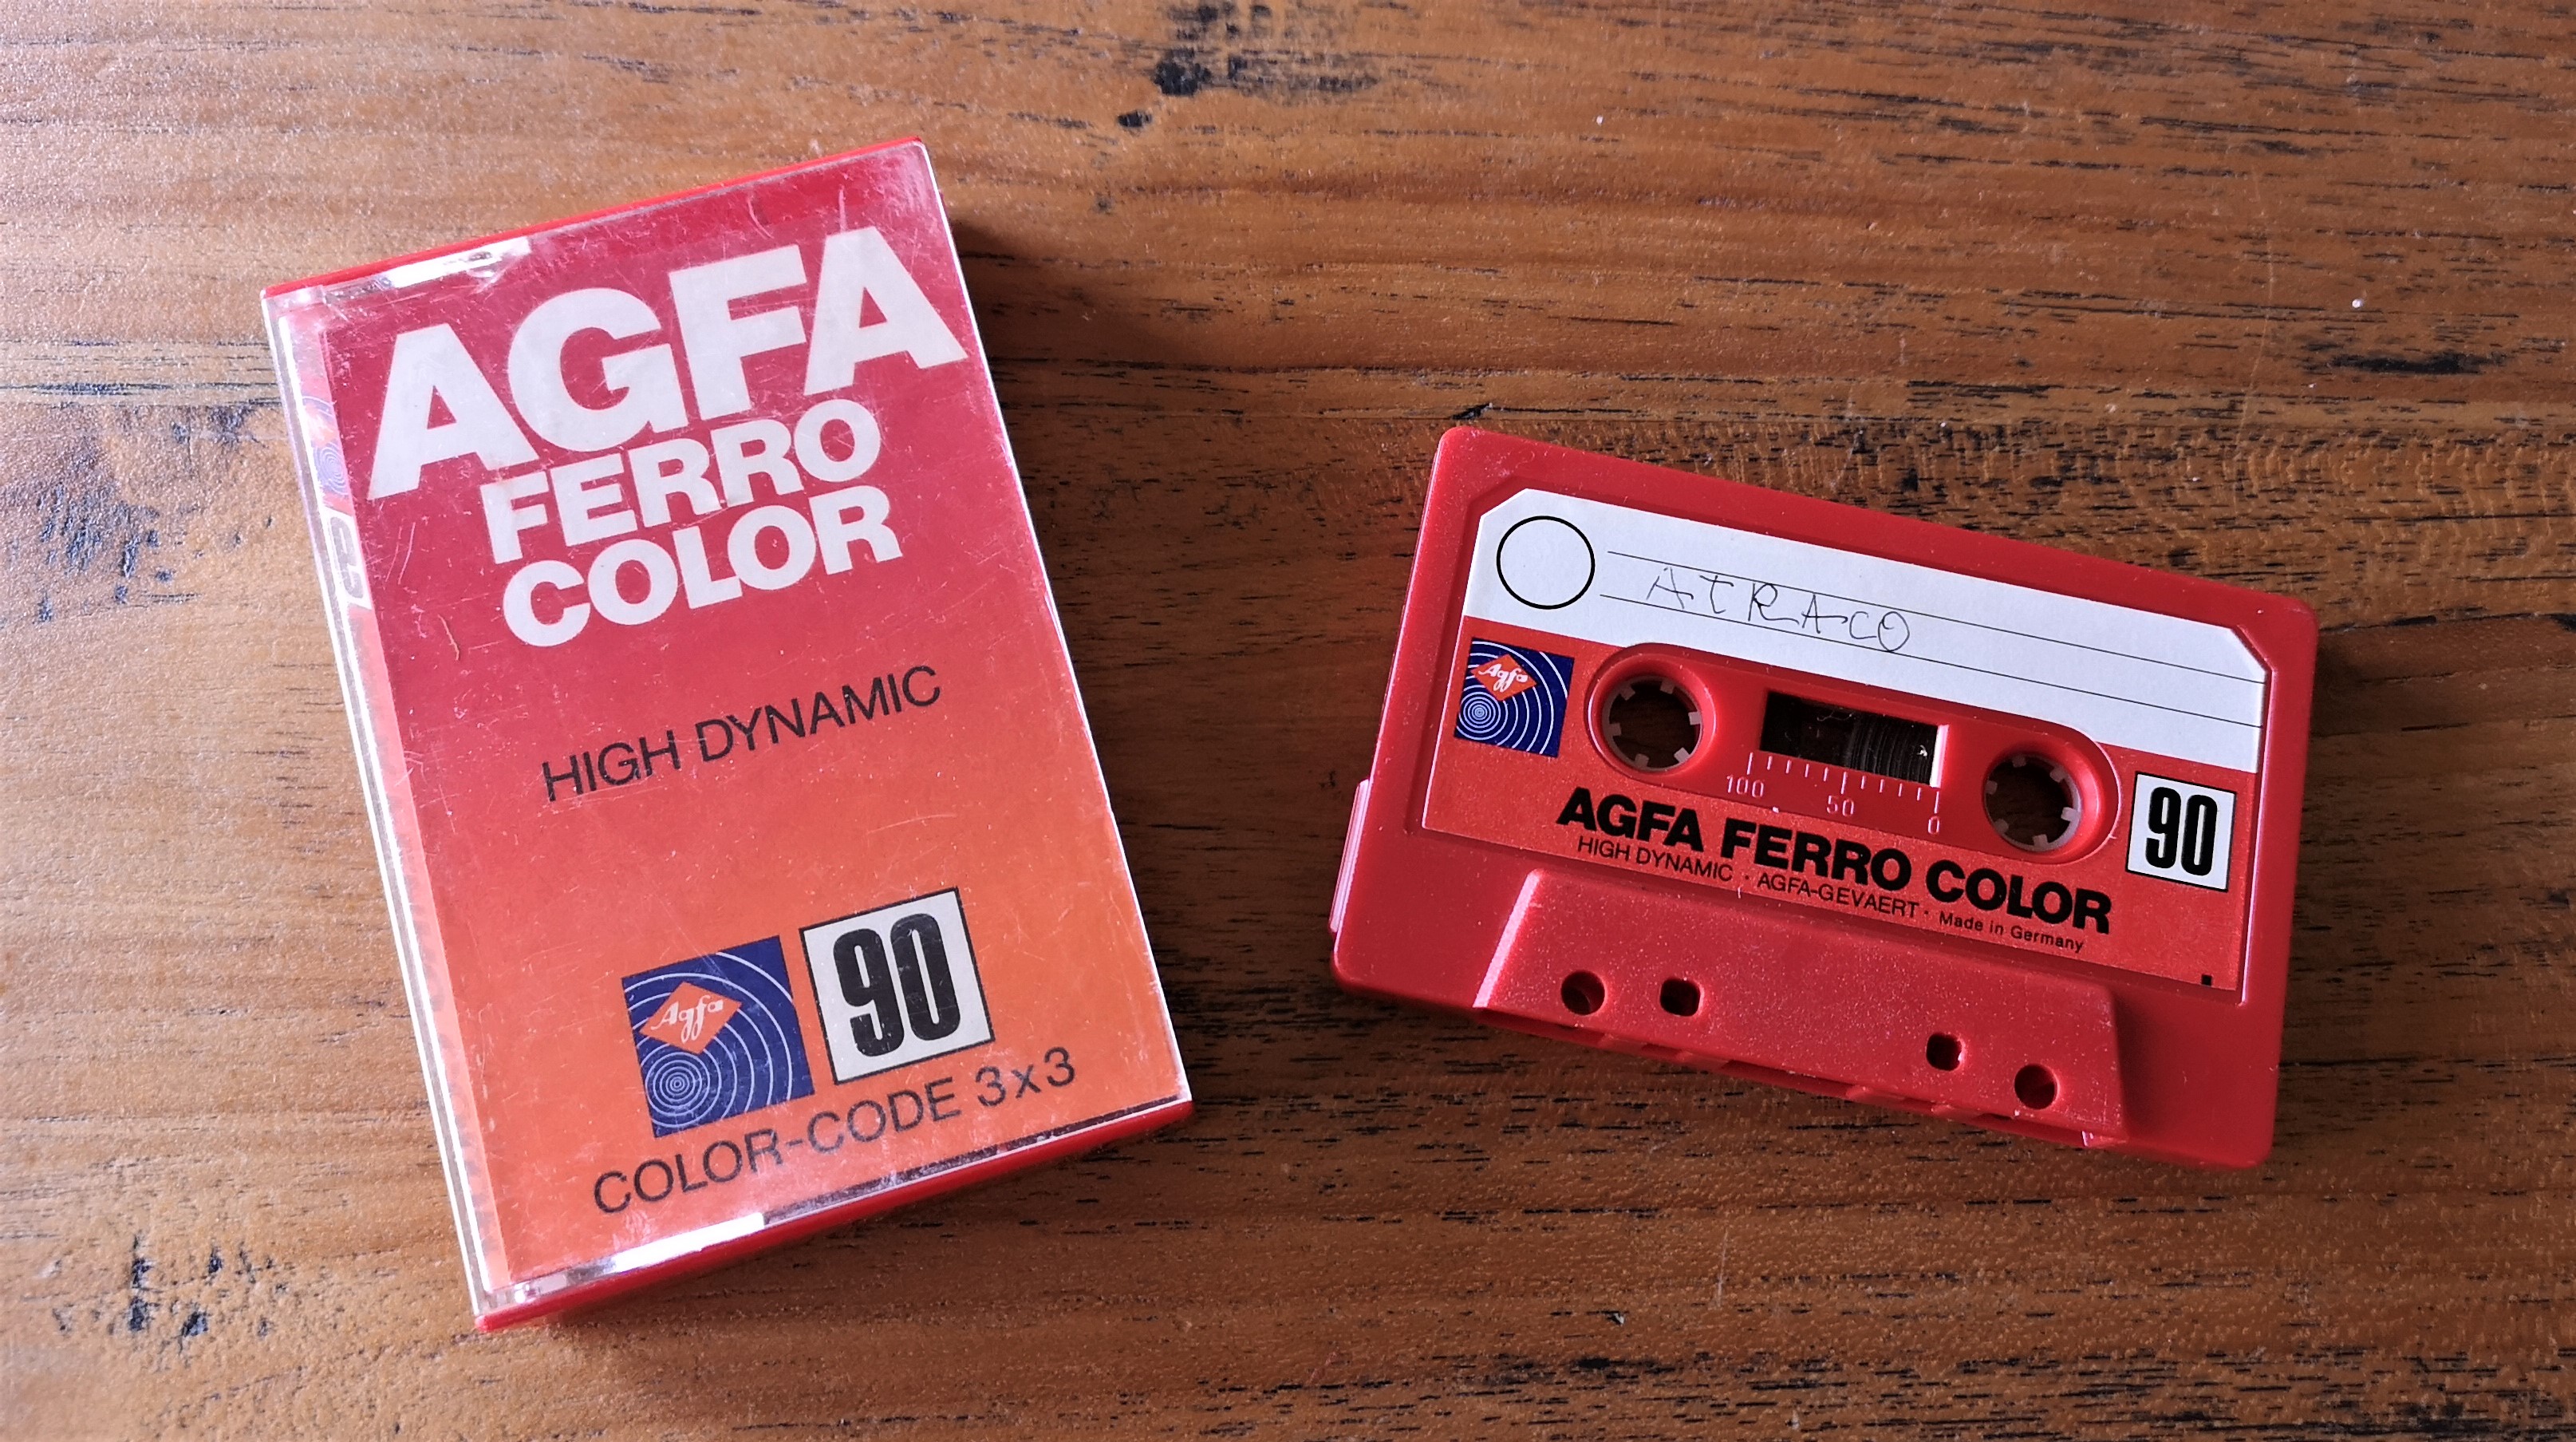 AGFA
FERRO
COLOR
HIGH DYNAMIC
Agfa
90
COLOR-CODE 3x3
ATRACO
Agfa
100 50 0
90
AGFA FERRO COLOR
HIGH DYNAMIC · AGFA-GEVAERT · Made in Germany